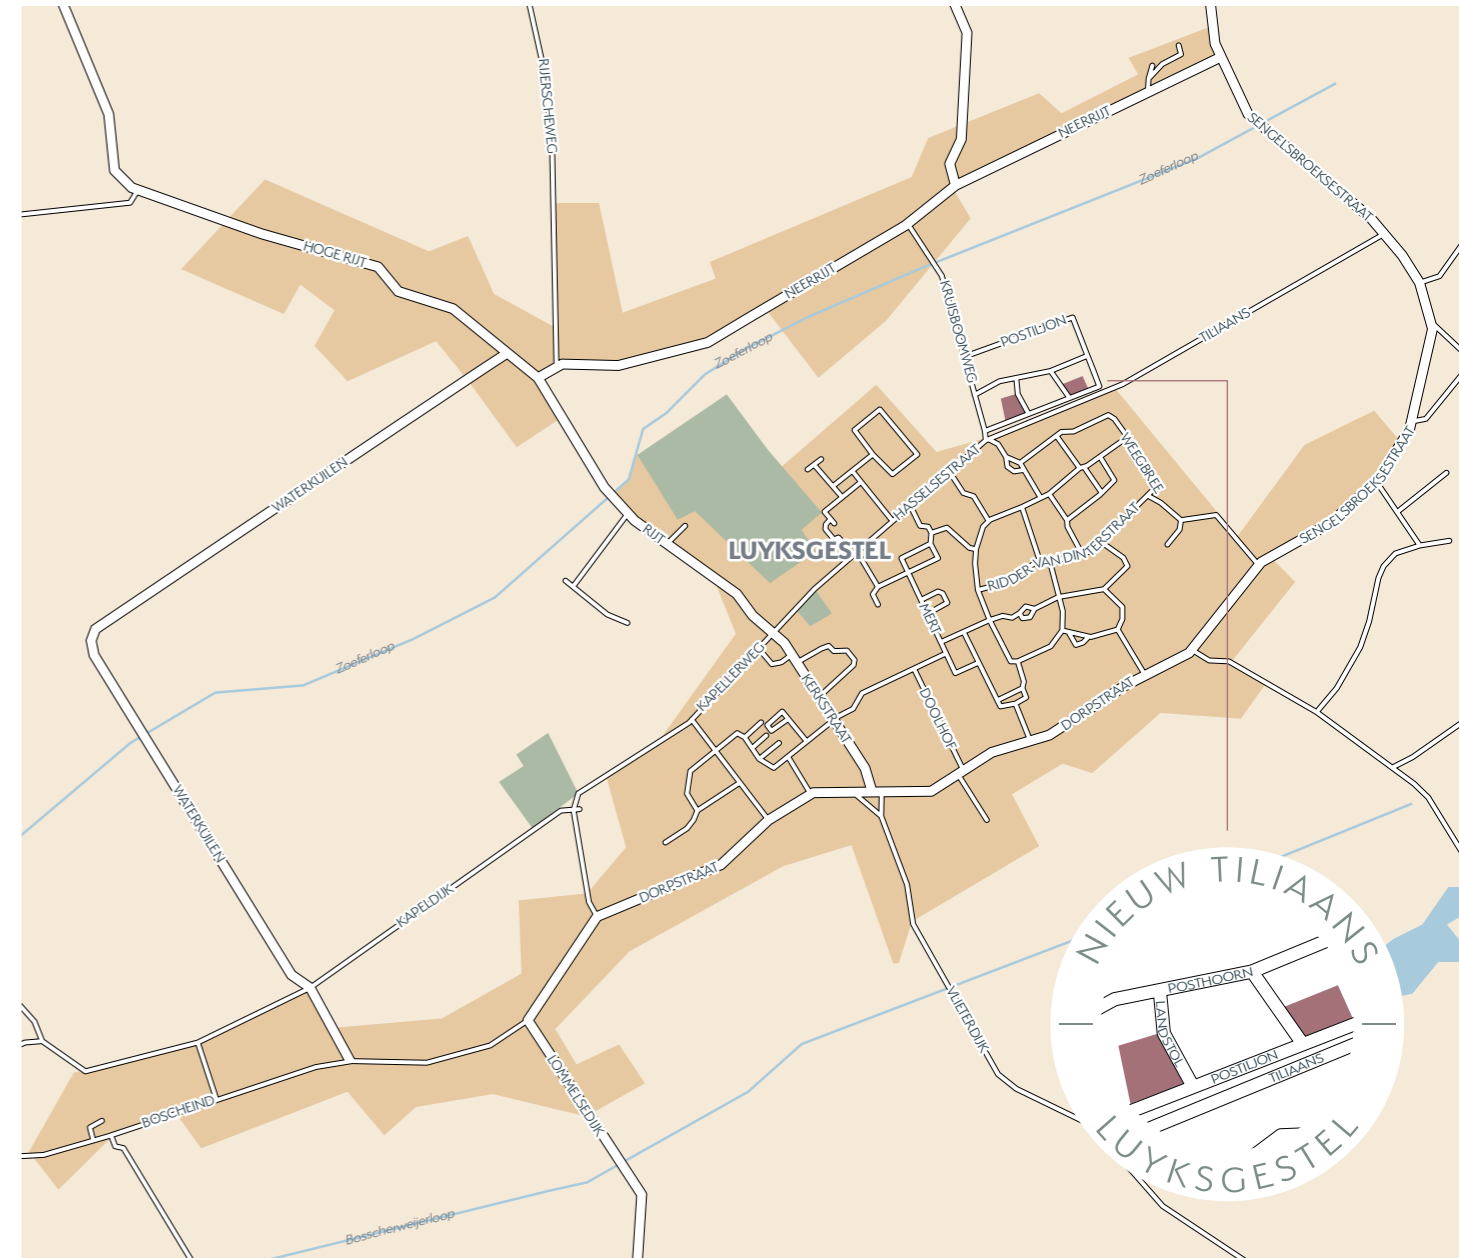 RIJERSCHEWEG
NEERRIJT
SENGELSBROEKSESTRAAT
Zoeferloop
HOGE RIJT
NEERRIJT
KRUISBOOMWEG
POSTILJON
TILIAANS
Zoeferloop
WATERKUILEN
HASSELSESTRAAT
WEEGBREE
SENGELSBROEKSESTRAAT
RIJT
LUYKSGESTEL
RIDDER VAN DINTERSTRAAT
MERT
Zoeferloop
KAPELLERWEG
KERKSTRAAT
DOOLHOF
DORPSTRAAT
WATERKUILEN
KAPELDIJK
DORPSTRAAT
NIEUW TILIAANS
POSTHOORN
LANDSTOL
POSTILJON
TILIAANS
LUYKSGESTEL
VLIETERDIJK
LOMMELSEDIJK
BOSCHEIND
Bosscherweijerloop